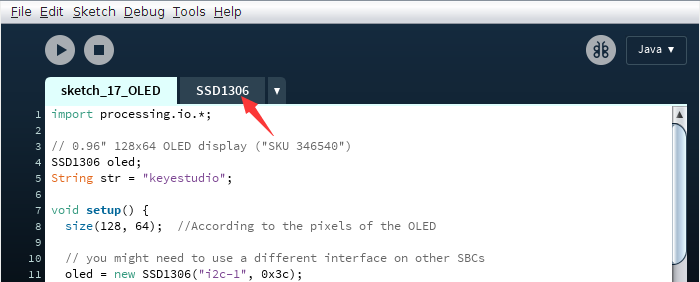 File Edit Sketch Debug Tools Help
Java ▼
sketch_17_OLED SSD1306 ▼
1 import processing.io.*;
2
3 // 0.96" 128x64 OLED display ("SKU 346540")
4 SSD1306 oled;
5 String str = "keyestudio";
6
7 void setup() {
8 size(128, 64);  //According to the pixels of the OLED
9
10 // you might need to use a different interface on other SBCs
11 oled = new SSD1306("i2c-1", 0x3c);